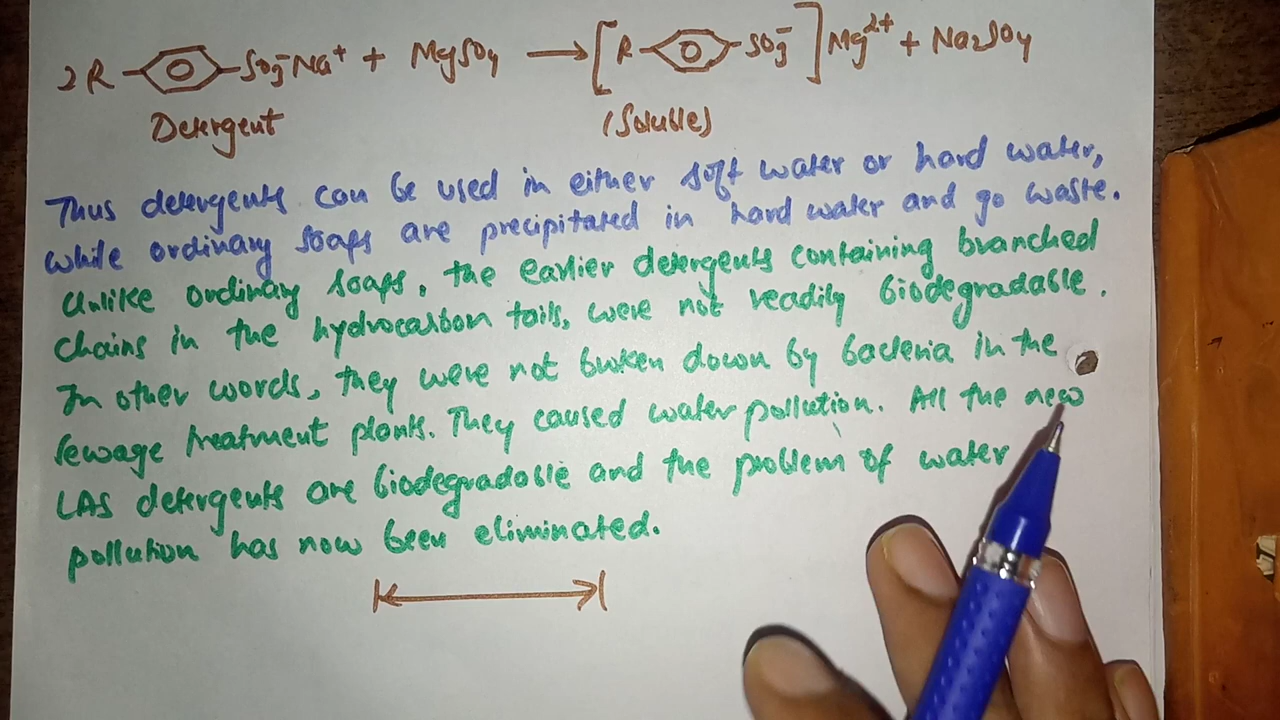 2R-⌬-SO₃⁻Na⁺ + MgSO₄ ⟶ [R-⌬-SO₃⁻] Mg²⁺ + Na₂SO₄
Detergent (Soluble)
Thus detergents can be used in either soft water or hard water,
while ordinary soaps are precipitated in hard water and go waste.
Unlike ordinary soaps, the earlier detergents containing branched
chains in the hydrocarbon tails, were not readily biodegradable.
In other words, they were not broken down by bacteria in the
sewage treatment plants. They caused water pollution. All the new
LAS detergents are biodegradable and the problem of water
pollution has now been eliminated.